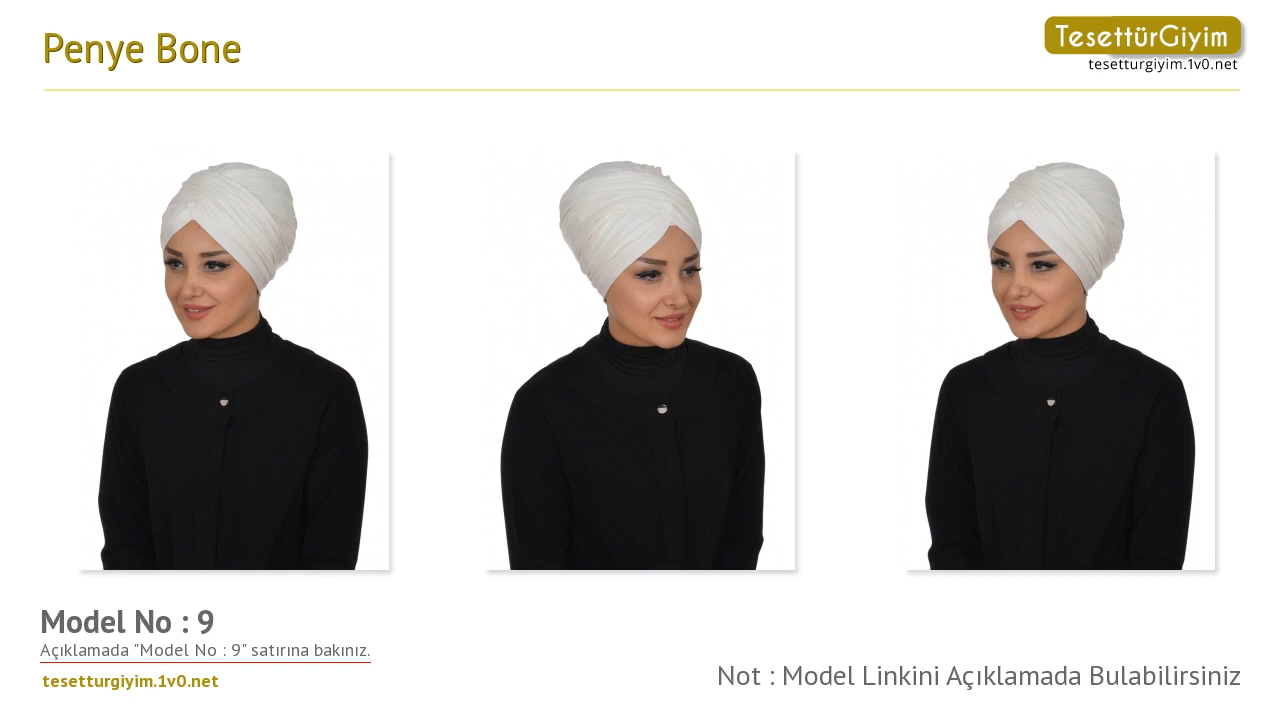 Penye Bone
TesettürGiyim
tesetturgiyim.1v0.net
Model No : 9
Açıklamada "Model No : 9" satırına bakınız.
tesetturgiyim.1v0.net
Not : Model Linkini Açıklamada Bulabilirsiniz